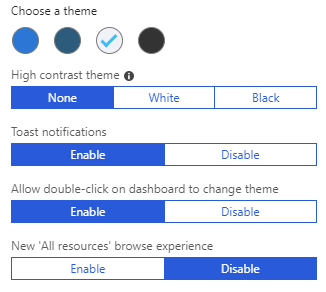 Choose a theme
High contrast theme
None White Black
Toast notifications
Enable Disable
Allow double-click on dashboard to change theme
Enable Disable
New 'All resources' browse experience
Enable Disable